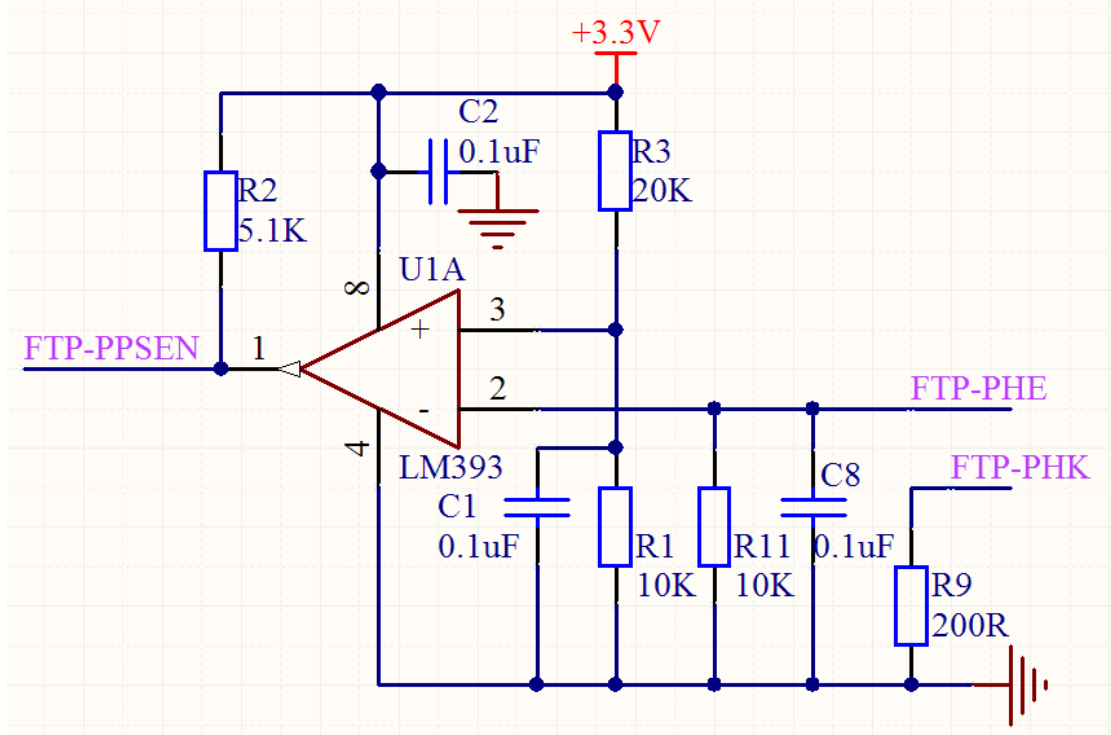 +3.3V
C2
0.1uF
R3
20K
R2
5.1K
U1A
8
+
3
FTP-PPSEN
1
2
-
FTP-PHE
4
LM393
FTP-PHK
C1
0.1uF
C8
0.1uF
R1
10K
R11
10K
R9
200R